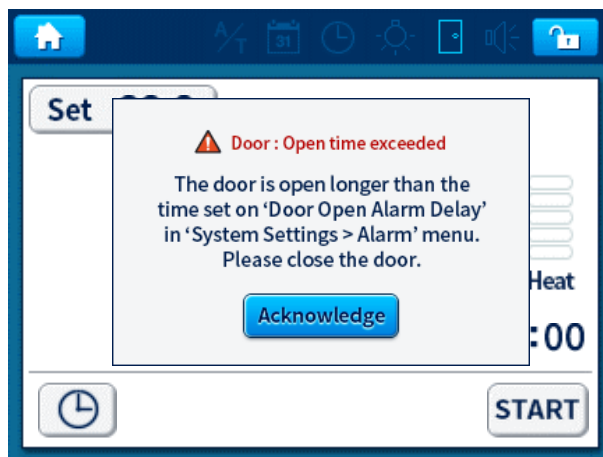 A/T
31
Set
Door : Open time exceeded
The door is open longer than the
time set on ‘Door Open Alarm Delay’
in ‘System Settings > Alarm’ menu.
Please close the door.
Heat
Acknowledge
:00
START